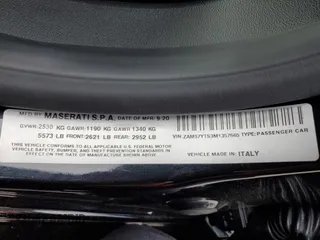 MFD BY MASERATI S.P.A. DATE OF MFR 9/20
GVWR:2530 KG GAWR 1190 KG GAWR 1340 KG
5573 LB FRONT:2621 LB REAR: 2952 LB
THIS VEHICLE CONFORMS TO ALL APPLICABLE U.S. FEDERAL MOTOR
VEHICLE SAFETY, BUMPER, AND THEFT PREVENTION STANDARDS
IN EFFECT ON THE DATE OF MANUFACTURE SHOWN ABOVE
TYPE:PASSENGER CAR
MADE IN: ITALY